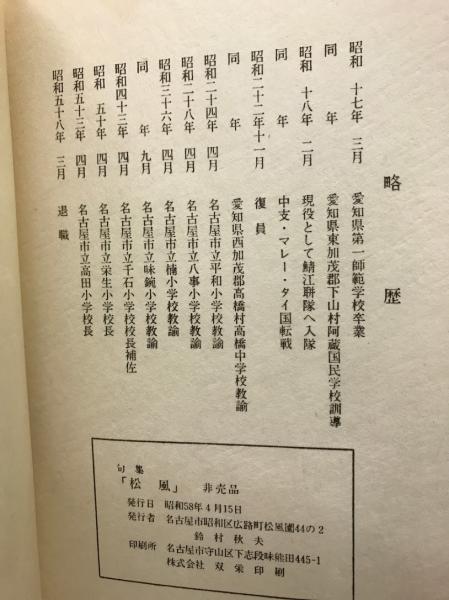 略歴
昭和十七年三月 愛知県第一師範学校卒業
同年 愛知県東加茂郡下山村阿蔵国民学校訓導
昭和十八年二月 現役として鯖江聯隊へ入隊
同年 中支・マレー・タイ国転戦
昭和二十二年十一月 復員
同年 愛知県西加茂郡高橋村高橋中学校教諭
昭和二十四年四月 名古屋市立平和小学校教諭
昭和二十八年四月 名古屋市立八事小学校教諭
昭和三十六年四月 名古屋市立楠小学校教諭
同年九月 名古屋市立味鋺小学校教諭
昭和四十三年四月 名古屋市立千石小学校校長補佐
昭和五十年四月 名古屋市立栄生小学校長
昭和五十三年四月 名古屋市立高田小学校長
昭和五十八年三月 退職
句集
「松風」 非売品
発行日 昭和58年4月15日
発行者 名古屋市昭和区広路町松風園44の2
鈴村秋夫
印刷所 名古屋市守山区下志段味熊田445-1
株式会社 双栄印刷